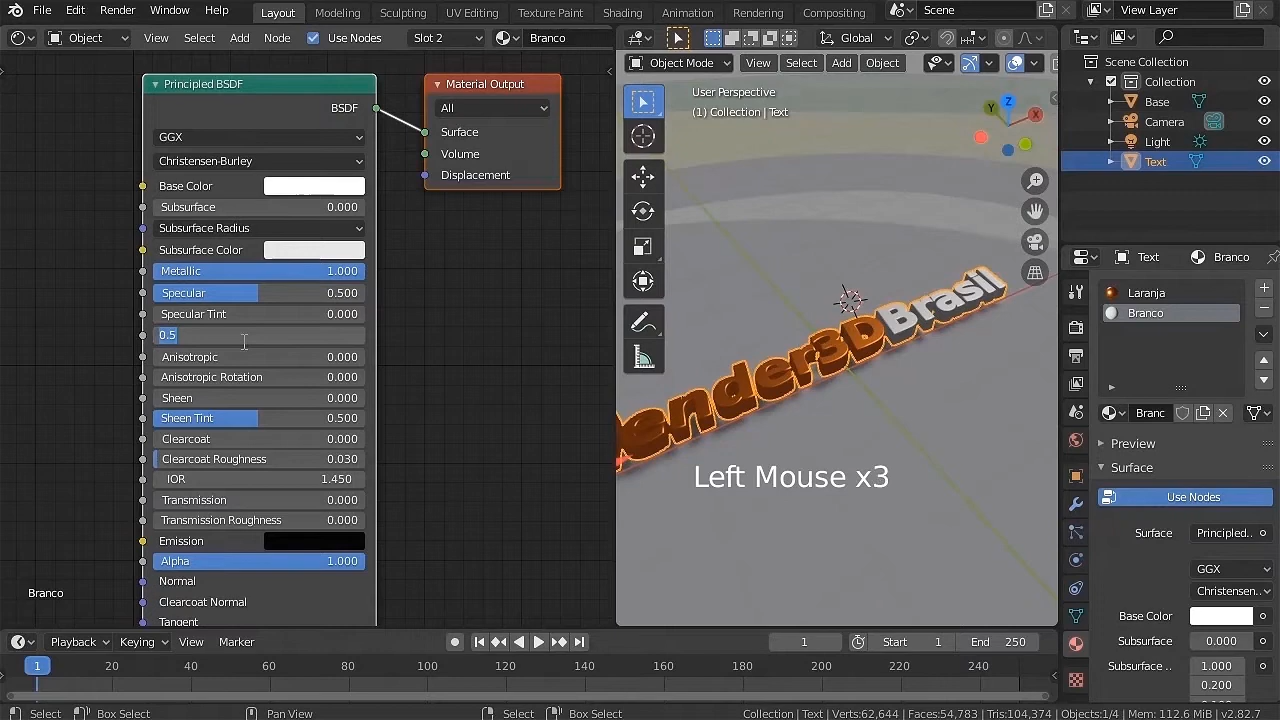 File Edit Render Window Help Layout Modeling Sculpting UV Editing Texture Paint Shading Animation Rendering Compositing Scene View Layer
Object View Select Add Node Use Nodes Slot 2 Branco Global
Object Mode View Select Add Object
Principled BSDF
BSDF
GGX
Christensen-Burley
Base Color
Subsurface 0.000
Subsurface Radius
Subsurface Color
Metallic 1.000
Specular 0.500
Specular Tint 0.000
0.5
Anisotropic 0.000
Anisotropic Rotation 0.000
Sheen 0.000
Sheen Tint 0.500
Clearcoat 0.000
Clearcoat Roughness 0.030
IOR 1.450
Transmission 0.000
Transmission Roughness 0.000
Emission
Alpha 1.000
Normal
Clearcoat Normal
Tangent
Branco
Material Output
All
Surface
Volume
Displacement
User Perspective
(1) Collection | Text
Y Z X
ender3DBrasil
Left Mouse x3
Scene Collection
Collection
Base
Camera
Light
Text
Text Branco
Laranja
Branco
Branc
Preview
Surface
Use Nodes
Surface Principled..
GGX
Christensen..
Base Color
Subsurface 0.000
Subsurface .. 1.000
0.200
Playback Keying View Marker 1 Start 1 End 250
1 20 40 60 80 100 120 140 160 180 200 220 240
Select Box Select Pan View Select Box Select Collection | Text | Verts:62,644 | Faces:54,783 | Tris:104,374 | Objects:1/4 | Mem: 112.6 MiB | v2.82.7